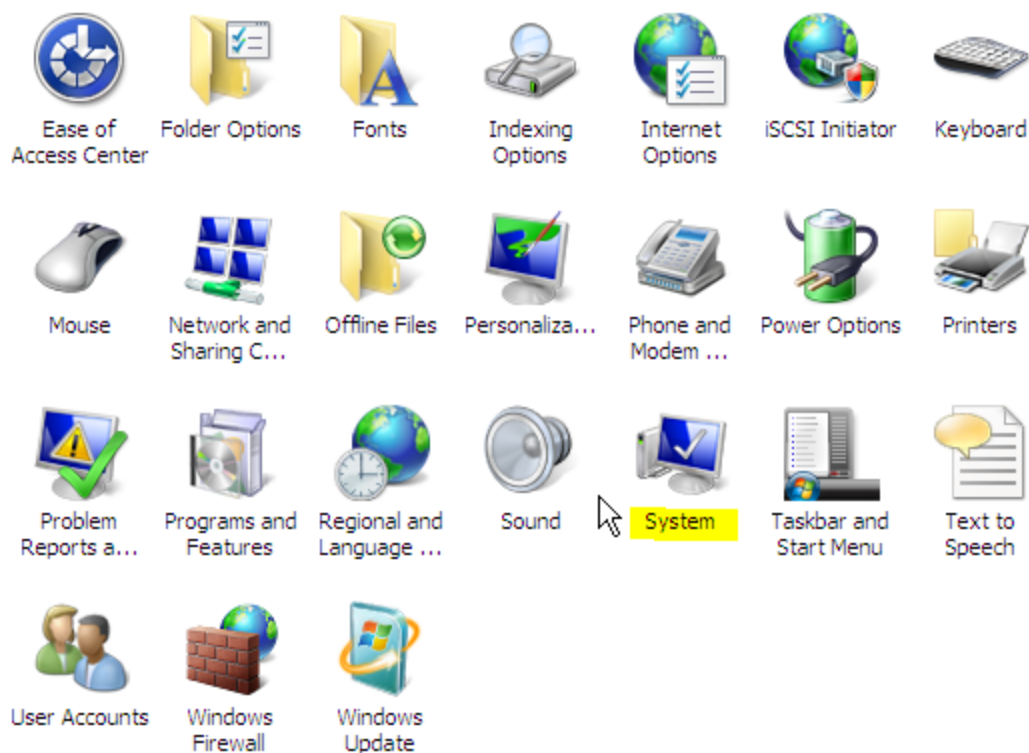 Ease of
Access Center
Folder Options
Fonts
Indexing
Options
Internet
Options
iSCSI Initiator
Keyboard
Mouse
Network and
Sharing C...
Offline Files
Personaliza...
Phone and
Modem ...
Power Options
Printers
Problem
Reports a...
Programs and
Features
Regional and
Language ...
Sound
System
Taskbar and
Start Menu
Text to
Speech
User Accounts
Windows
Firewall
Windows
Update